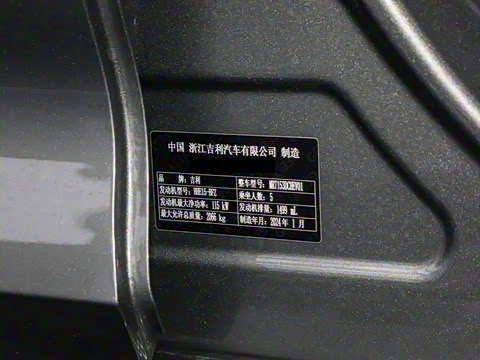 中国 浙江吉利汽车有限公司 制造
品 牌: 吉利 整车型号: MR7153DCHEV01
发动机型号: BHE15-BFZ 乘坐人数: 5
发动机最大净功率: 115 kW 发动机排量: 1499 mL
最大允许总质量: 2066 kg 制造年月: 2024 年 1 月